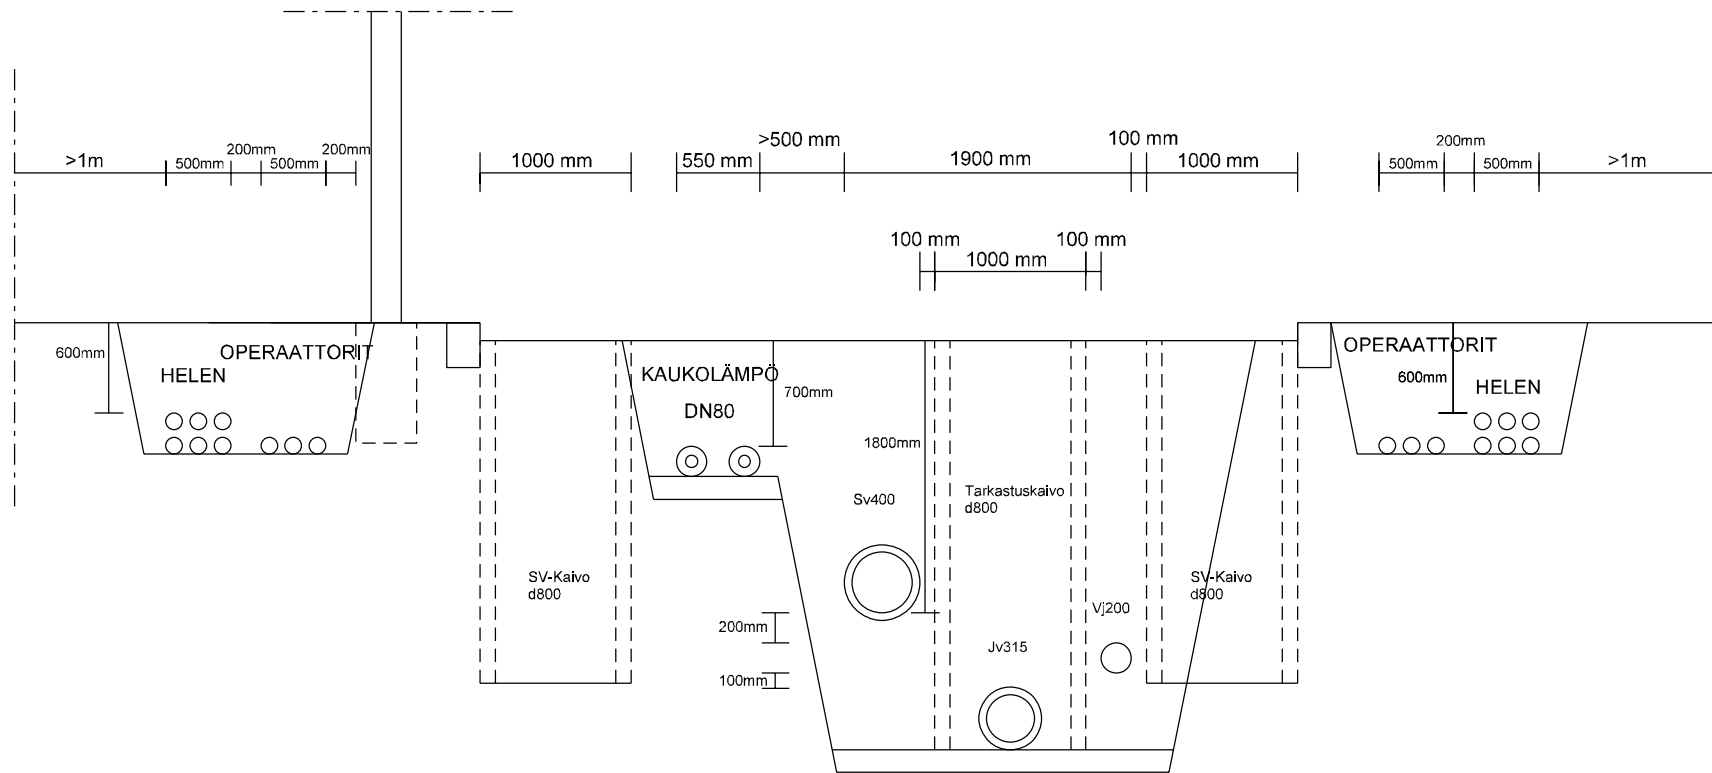 >500 mm
100 mm
200mm
>1m
500mm
200mm
500mm
200mm
1000 mm
550 mm
1900 mm
1000 mm
500mm
500mm
>1m
100 mm
100 mm
1000 mm
600mm
OPERAATTORIT
HELEN
KAUKOLÄMPÖ
DN80
700mm
1800mm
OPERAATTORIT
600mm
HELEN
Sv400
Tarkastuskaivo
d800
SV-Kaivo
d800
SV-Kaivo
d800
Vj200
200mm
Jv315
100mm